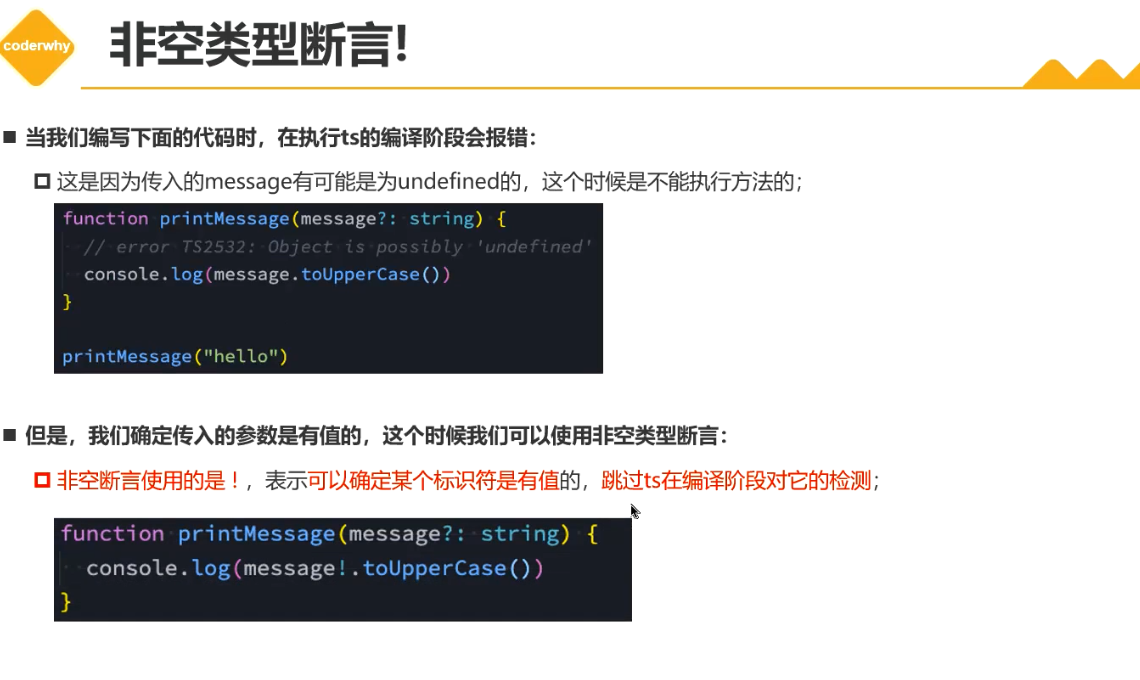 coderwhy
非空类型断言!
当我们编写下面的代码时，在执行ts的编译阶段会报错：
这是因为传入的message有可能是为undefined的，这个时候是不能执行方法的；
function printMessage(message?: string) {
// error TS2532: Object is possibly 'undefined'
console.log(message.toUpperCase())
}
printMessage("hello")
但是，我们确定传入的参数是有值的，这个时候我们可以使用非空类型断言：
非空断言使用的是 ! ，表示可以确定某个标识符是有值的，跳过ts在编译阶段对它的检测；
function printMessage(message?: string) {
console.log(message!.toUpperCase())
}